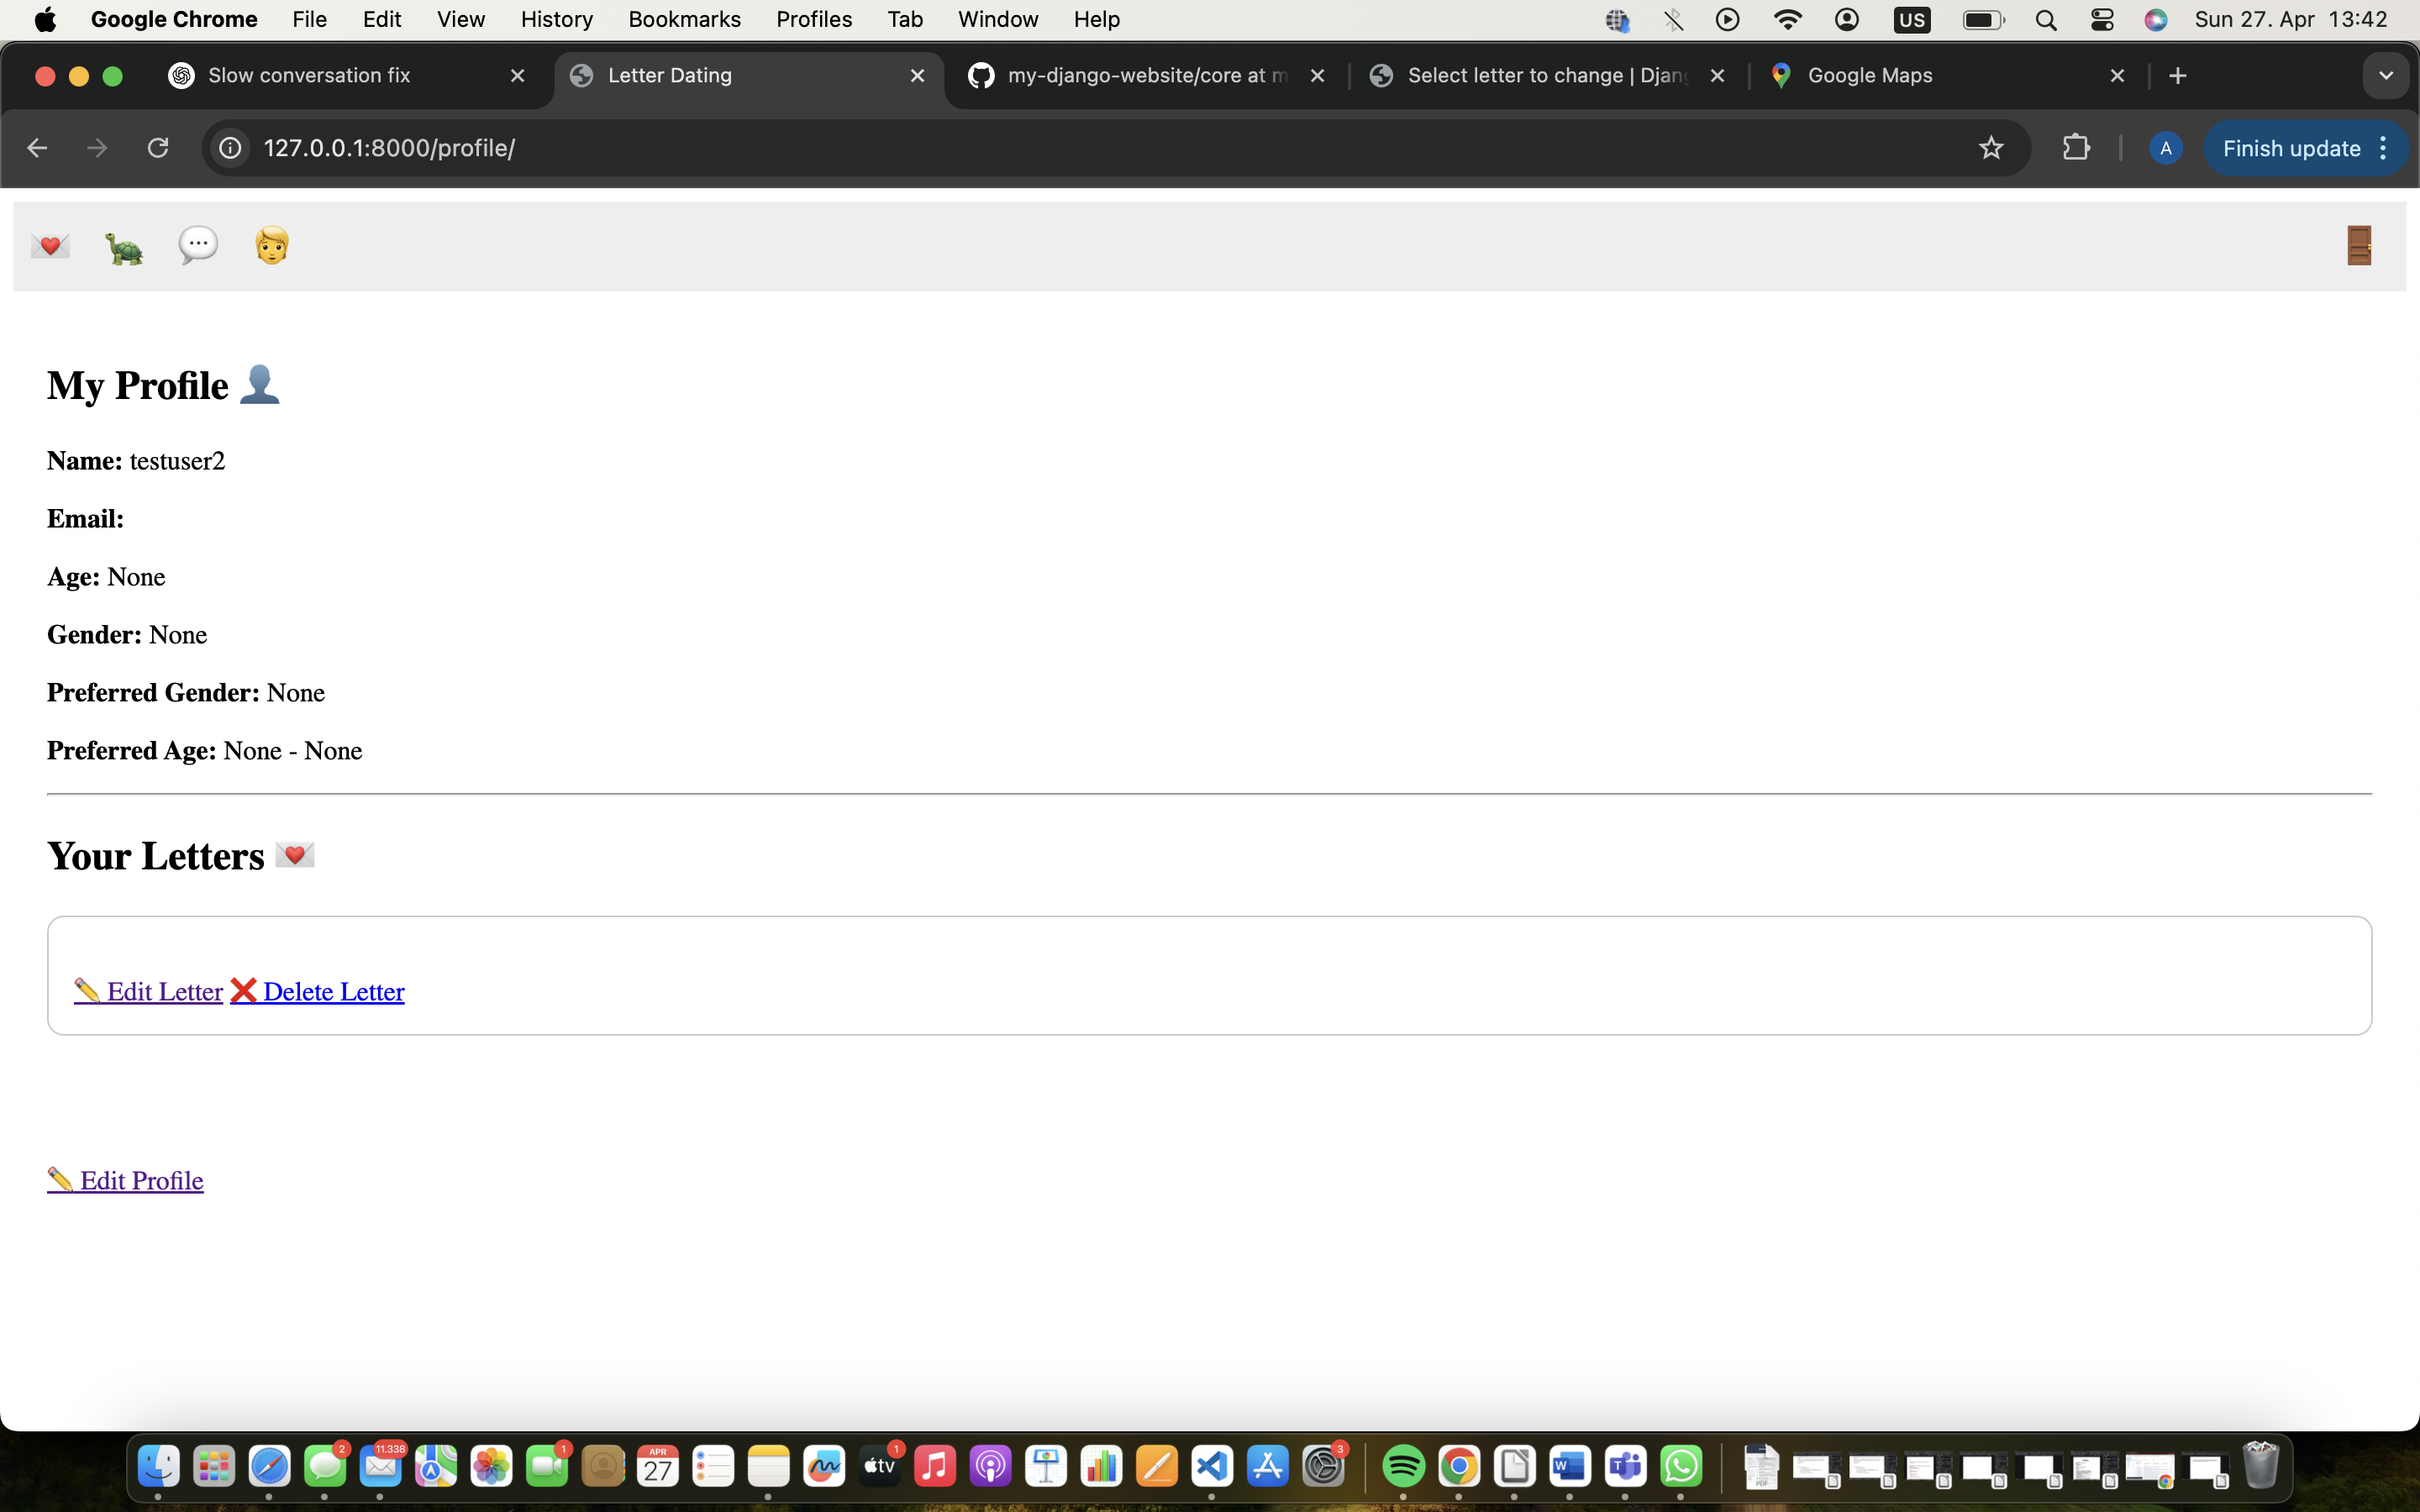 Google Chrome File Edit View History Bookmarks Profiles Tab Window Help US Sun 27. Apr 13:42
Slow conversation fix Letter Dating my-django-website/core at m Select letter to change | Djan Google Maps
127.0.0.1:8000/profile/ A Finish update
My Profile
Name: testuser2
Email:
Age: None
Gender: None
Preferred Gender: None
Preferred Age: None - None
Your Letters
Edit Letter Delete Letter
Edit Profile
2 11.338 1 APR 27 tv 1 3